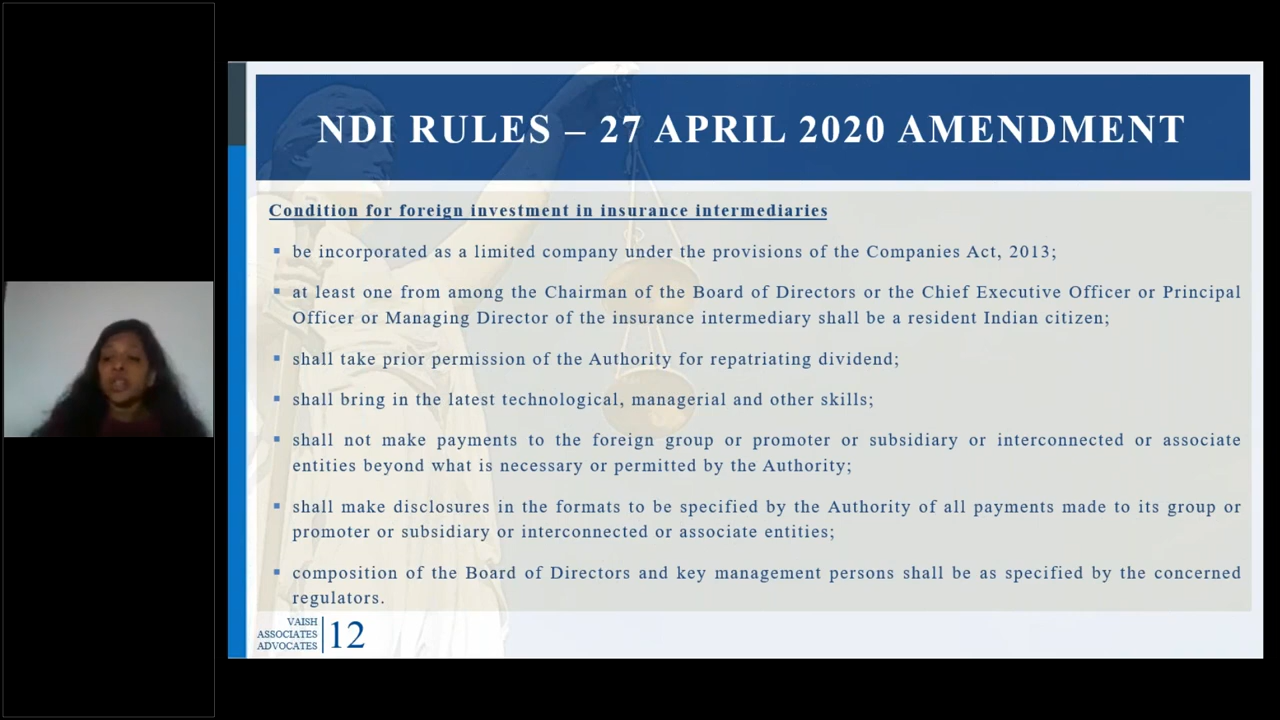 NDI RULES – 27 APRIL 2020 AMENDMENT
Condition for foreign investment in insurance intermediaries
▪ be incorporated as a limited company under the provisions of the Companies Act, 2013;
▪ at least one from among the Chairman of the Board of Directors or the Chief Executive Officer or Principal
Officer or Managing Director of the insurance intermediary shall be a resident Indian citizen;
▪ shall take prior permission of the Authority for repatriating dividend;
▪ shall bring in the latest technological, managerial and other skills;
▪ shall not make payments to the foreign group or promoter or subsidiary or interconnected or associate
entities beyond what is necessary or permitted by the Authority;
▪ shall make disclosures in the formats to be specified by the Authority of all payments made to its group or
promoter or subsidiary or interconnected or associate entities;
▪ composition of the Board of Directors and key management persons shall be as specified by the concerned
regulators.
VAISH
ASSOCIATES
ADVOCATES
12